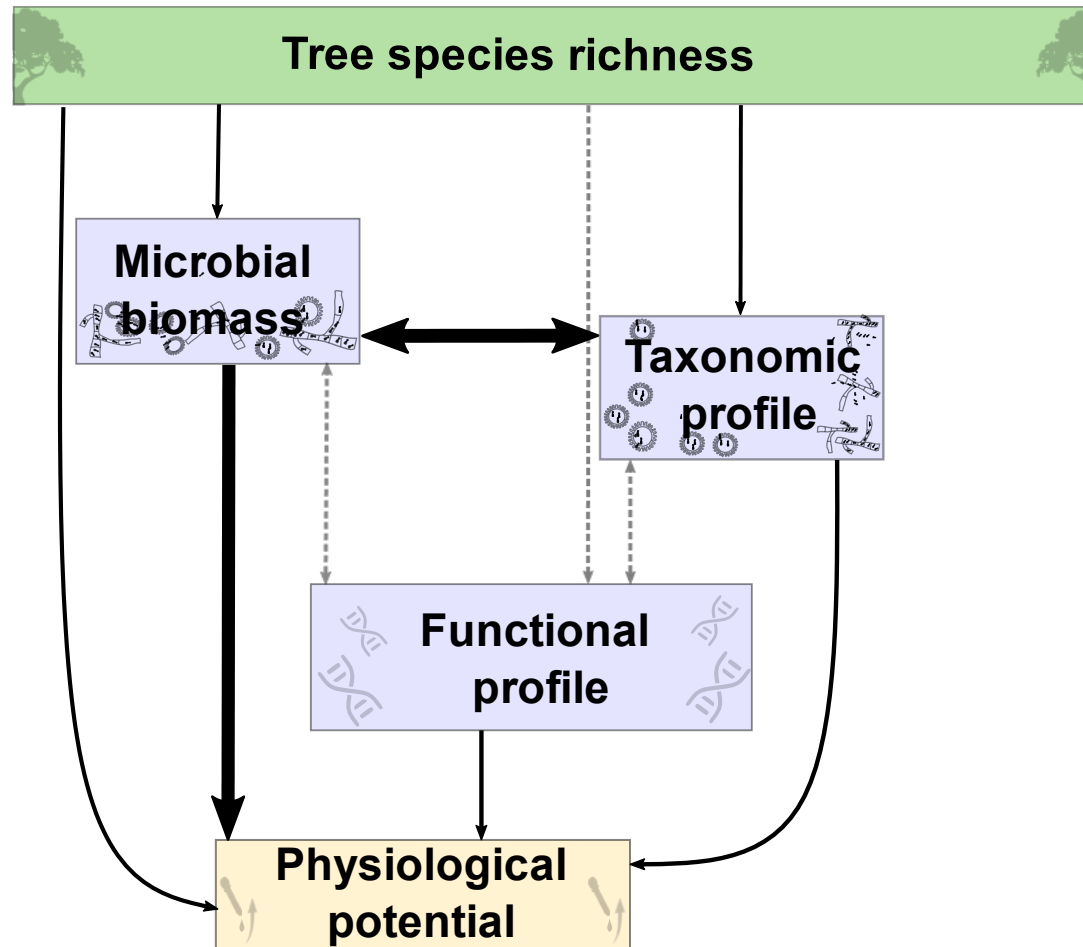 Tree species richness
Microbial
biomass
Taxonomic
profile
Functional
profile
Physiological
potential